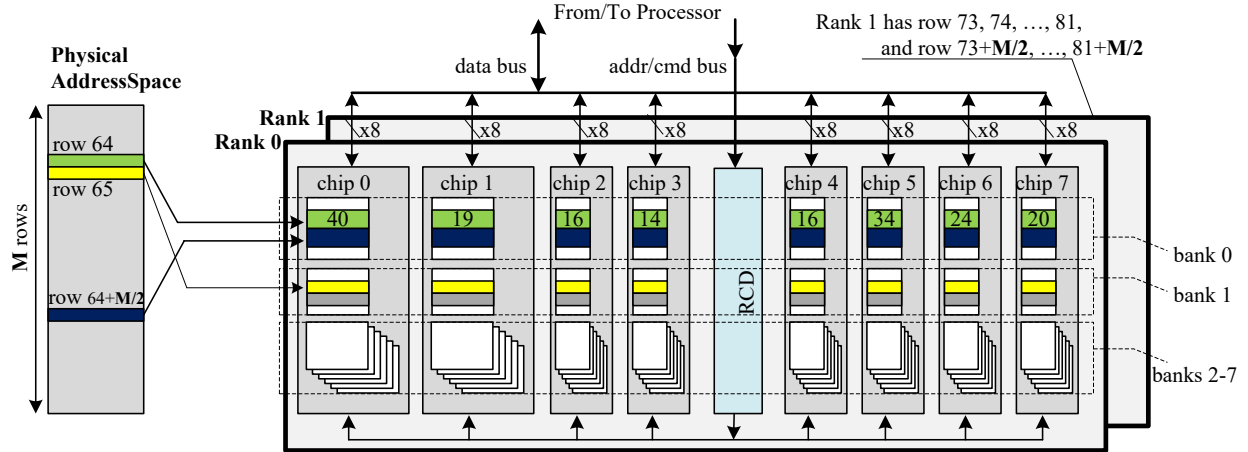 From/To Processor
Rank 1 has row 73, 74, …, 81,
and row 73+M/2, …, 81+M/2
Physical
AddressSpace
data bus
addr/cmd bus
Rank 1
Rank 0
x8 x8 x8 x8 x8 x8 x8 x8
row 64
row 65
row 64+M/2
M rows
chip 0 chip 1 chip 2 chip 3 chip 4 chip 5 chip 6 chip 7
40 19 16 14 16 34 24 20
RCD
bank 0
bank 1
banks 2-7